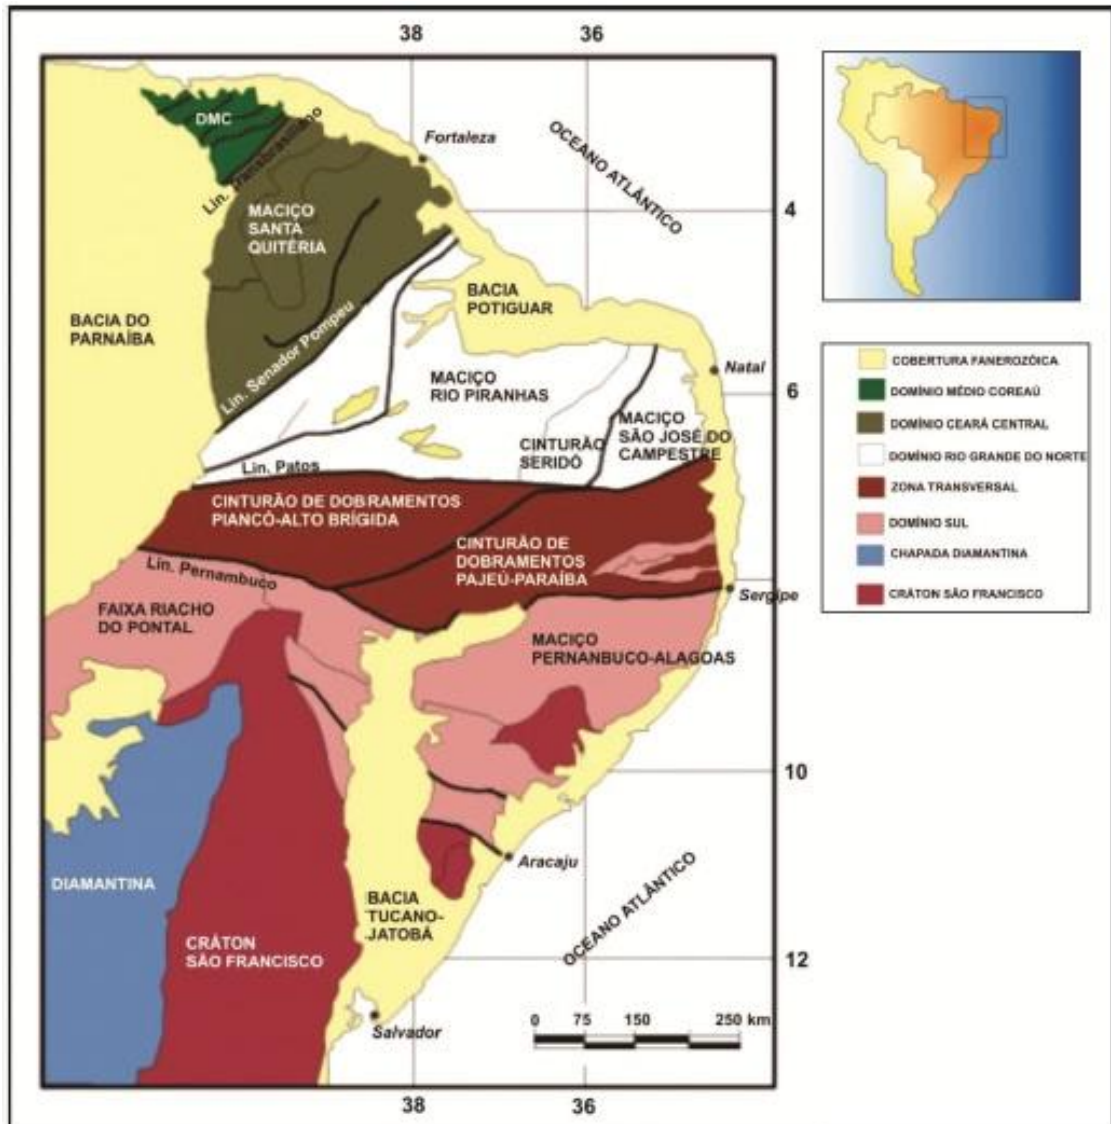 38
36
DMC
Lin. Transbrasiliano
Fortaleza
OCEANO ATLÂNTICO
4
MACIÇO
SANTA
QUITÉRIA
BACIA DO
PARNAÍBA
BACIA
POTIGUAR
Lin. Senador Pompeu
MACIÇO
RIO PIRANHAS
Natal
6
MACIÇO
SÃO JOSÉ DO
CAMPESTRE
CINTURÃO
SERIDÓ
Lin. Patos
CINTURÃO DE DOBRAMENTOS
PIANCÓ-ALTO BRÍGIDA
CINTURÃO DE
DOBRAMENTOS
PAJEÚ-PARAÍBA
Lin. Pernambuco
Sergipe
FAIXA RIACHO
DO PONTAL
MACIÇO
PERNANBUCO-ALAGOAS
10
Aracaju
DIAMANTINA
BACIA
TUCANO-
JATOBÁ
OCEANO ATLÂNTICO
CRÁTON
SÃO FRANCISCO
12
Salvador
0 75 150 250 km
38
36
COBERTURA FANEROZÓICA
DOMÍNIO MÉDIO COREAÚ
DOMÍNIO CEARÁ CENTRAL
DOMÍNIO RIO GRANDE DO NORTE
ZONA TRANSVERSAL
DOMÍNIO SUL
CHAPADA DIAMANTINA
CRÁTON SÃO FRANCISCO